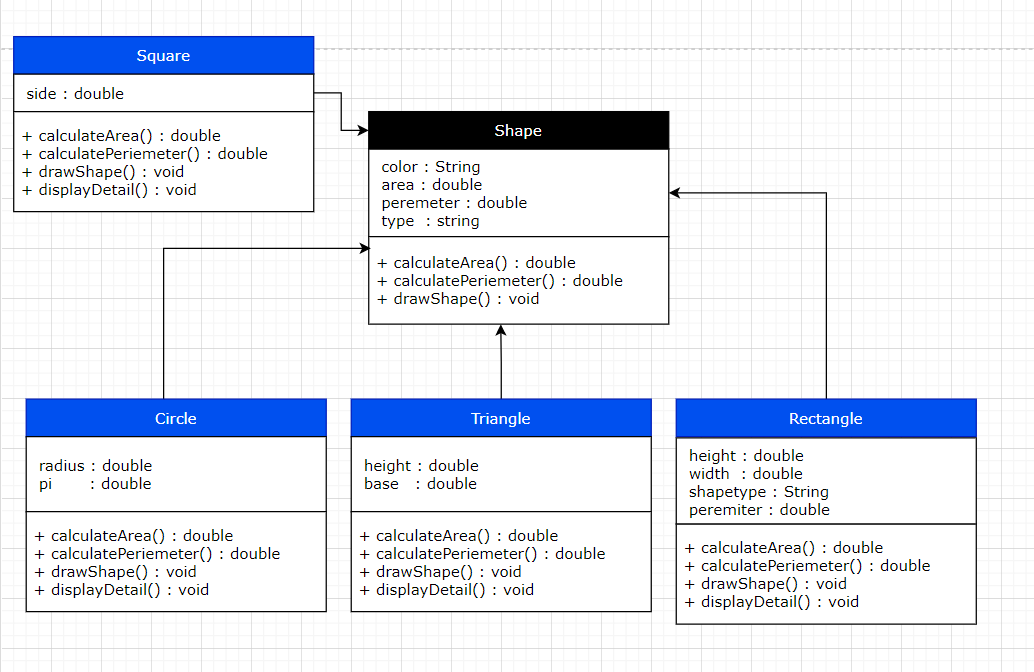 Square
side : double
+ calculateArea() : double
+ calculatePeriemeter() : double
+ drawShape() : void
+ displayDetail() : void
Shape
color : String
area : double
peremeter : double
type : string
+ calculateArea() : double
+ calculatePeriemeter() : double
+ drawShape() : void
Circle
radius : double
pi : double
+ calculateArea() : double
+ calculatePeriemeter() : double
+ drawShape() : void
+ displayDetail() : void
Triangle
height : double
base : double
+ calculateArea() : double
+ calculatePeriemeter() : double
+ drawShape() : void
+ displayDetail() : void
Rectangle
height : double
width : double
shapetype : String
peremiter : double
+ calculateArea() : double
+ calculatePeriemeter() : double
+ drawShape() : void
+ displayDetail() : void